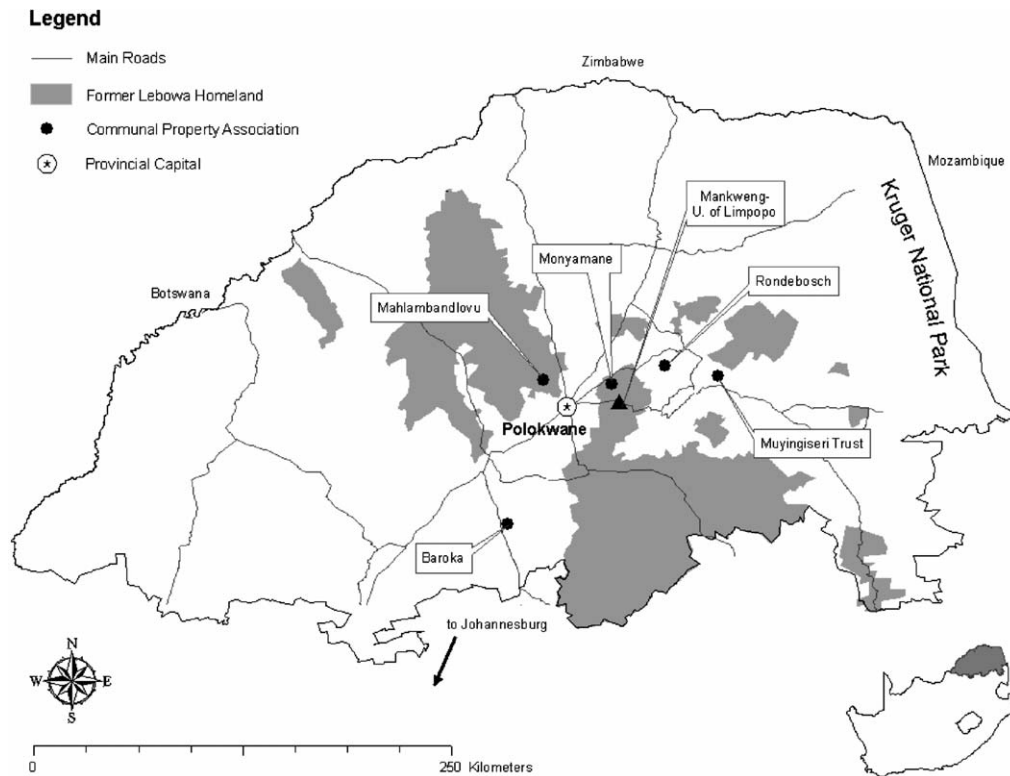 Legend
Main Roads
Former Lebowa Homeland
Communal Property Association
Provincial Capital
Zimbabwe
Mozambique
Kruger National Park
Mankweng-
U. of Limpopo
Monyamane
Rondebosch
Botswana
Mahlambandlovu
Polokwane
Muyingiseri Trust
Baroka
to Johannesburg
N
W E
S
0 250 Kilometers